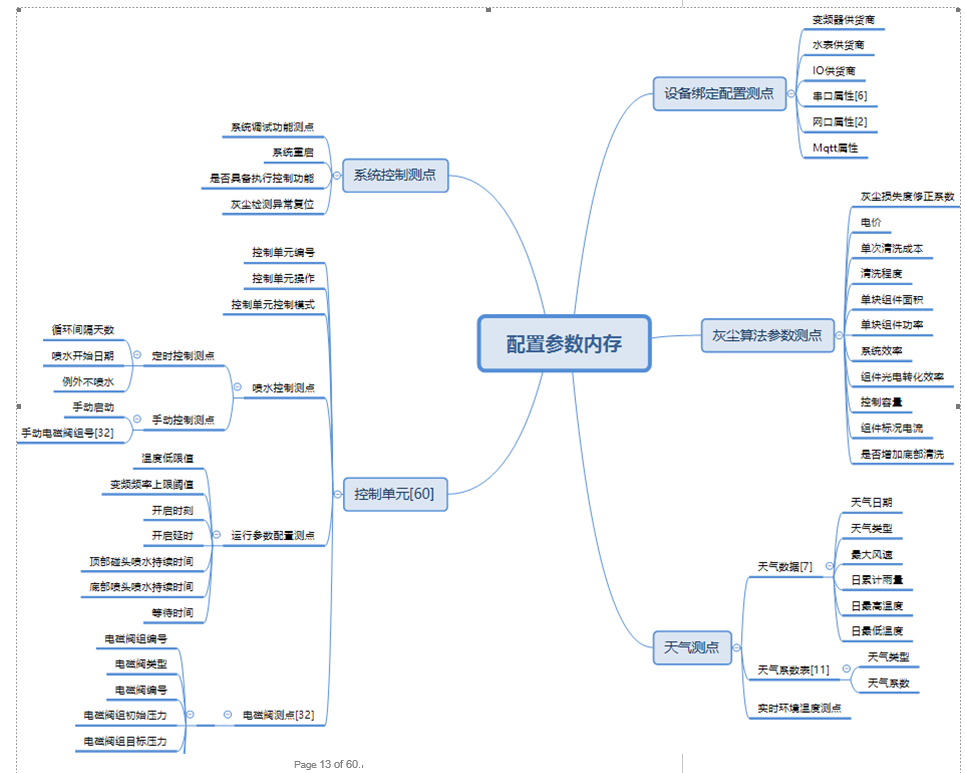 配置参数内存
设备绑定配置测点
变频器供货商
水表供货商
IO供货商
串口属性[6]
网口属性[2]
Mqtt属性
灰尘算法参数测点
灰尘损失度修正系数
电价
单次清洗成本
清洗程度
单块组件面积
单块组件功率
系统效率
组件光电转化效率
控制容量
组件标况电流
是否增加底部清洗
天气测点
天气数据[7]
天气日期
天气类型
最大风速
日累计雨量
日最高温度
日最低温度
天气系数表[11]
天气类型
天气系数
实时环境温度测点
系统控制测点
系统调试功能测点
系统重启
是否具备执行控制功能
灰尘检测异常复位
控制单元[60]
控制单元编号
控制单元操作
控制单元控制模式
喷水控制测点
定时控制测点
循环间隔天数
喷水开始日期
例外不喷水
手动控制测点
手动启动
手动电磁阀组号[32]
运行参数配置测点
温度低限值
变频频率上限阈值
开启时刻
开启延时
顶部碰头喷水持续时间
底部喷头喷水持续时间
等待时间
电磁阀测点[32]
电磁阀组编号
电磁阀类型
电磁阀编号
电磁阀组初始压力
电磁阀组目标压力
Page 13 of 60.